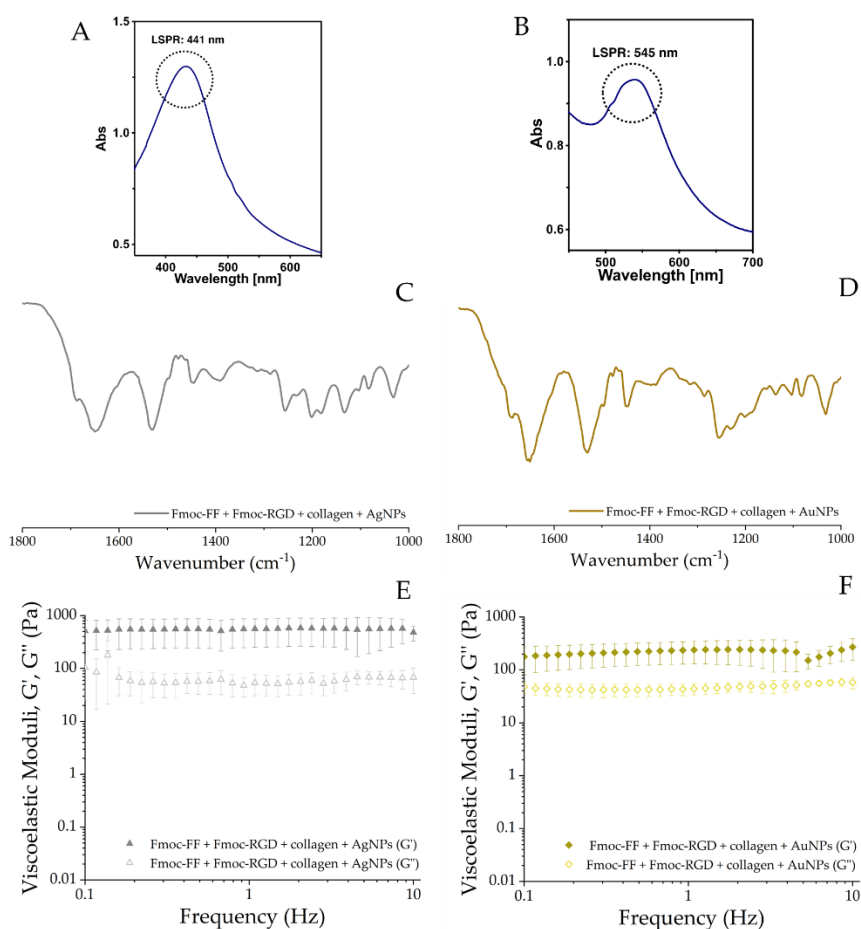 A
LSPR: 441 nm
1.5
1.0
0.5
Abs
400
500
600
Wavelength [nm]
B
LSPR: 545 nm
1.0
0.9
0.8
0.6
Abs
500
600
700
Wavelength [nm]
C
Fmoc-FF + Fmoc-RGD + collagen + AgNPs
1800
1600
1400
1200
1000
Wavenumber (cm⁻¹)
D
Fmoc-FF + Fmoc-RGD + collagen + AuNPs
1800
1600
1400
1200
1000
Wavenumber (cm⁻¹)
E
Viscoelastic Moduli, G', G" (Pa)
1000
100
10
1
0.1
0.01
Fmoc-FF + Fmoc-RGD + collagen + AgNPs (G')
Fmoc-FF + Fmoc-RGD + collagen + AgNPs (G")
0.1
1
10
Frequency (Hz)
F
Viscoelastic Moduli, G', G" (Pa)
1000
100
10
1
0.1
0.01
Fmoc-FF + Fmoc-RGD + collagen + AuNPs (G')
Fmoc-FF + Fmoc-RGD + collagen + AuNPs (G")
0.1
1
10
Frequency (Hz)